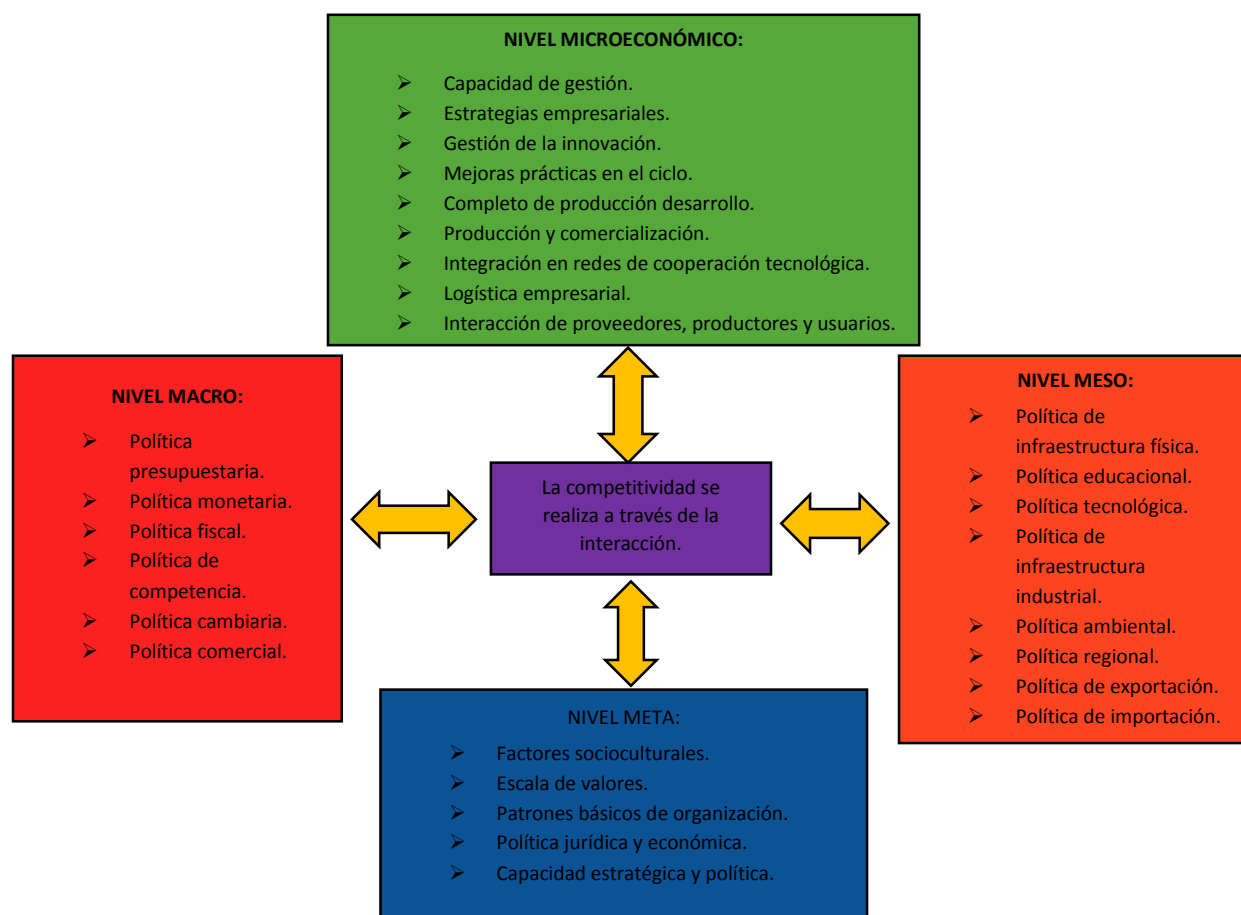 NIVEL MICROECONÓMICO:
➢ Capacidad de gestión.
➢ Estrategias empresariales.
➢ Gestión de la innovación.
➢ Mejoras prácticas en el ciclo.
➢ Completo de producción desarrollo.
➢ Producción y comercialización.
➢ Integración en redes de cooperación tecnológica.
➢ Logística empresarial.
➢ Interacción de proveedores, productores y usuarios.
NIVEL MACRO:
➢ Política
presupuestaria.
➢ Política monetaria.
➢ Política fiscal.
➢ Política de
competencia.
➢ Política cambiaria.
➢ Política comercial.
La competitividad se
realiza a través de la
interacción.
NIVEL MESO:
➢ Política de
infraestructura física.
➢ Política educacional.
➢ Política tecnológica.
➢ Política de
infraestructura
industrial.
➢ Política ambiental.
➢ Política regional.
➢ Política de exportación.
➢ Política de importación.
NIVEL META:
➢ Factores socioculturales.
➢ Escala de valores.
➢ Patrones básicos de organización.
➢ Política jurídica y económica.
➢ Capacidad estratégica y política.